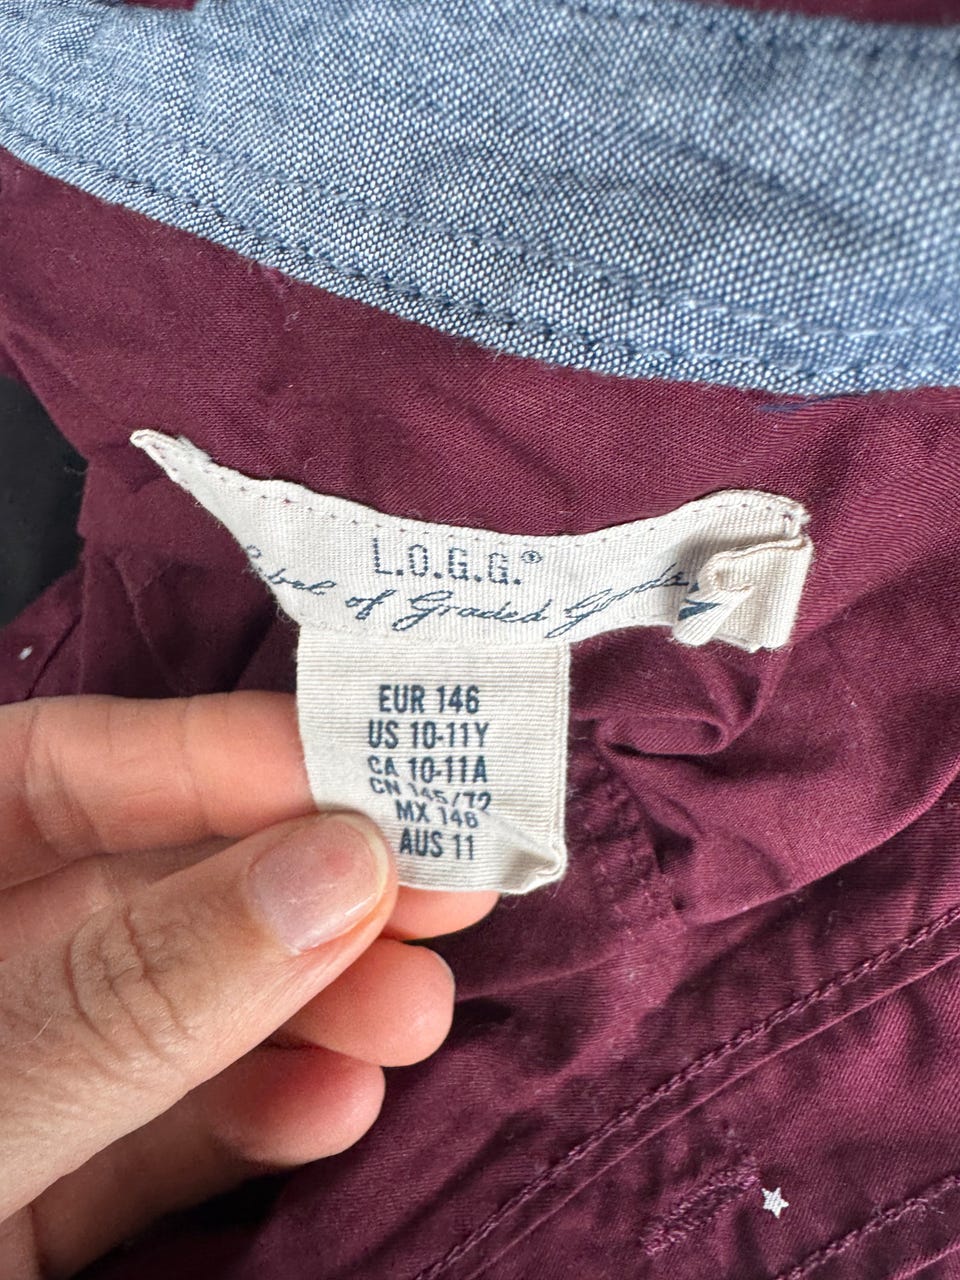 L.O.G.G.®
Label of Graded Goods
EUR 146
US 10-11Y
CA 10-11A
CN 145/72
MX 146
AUS 11